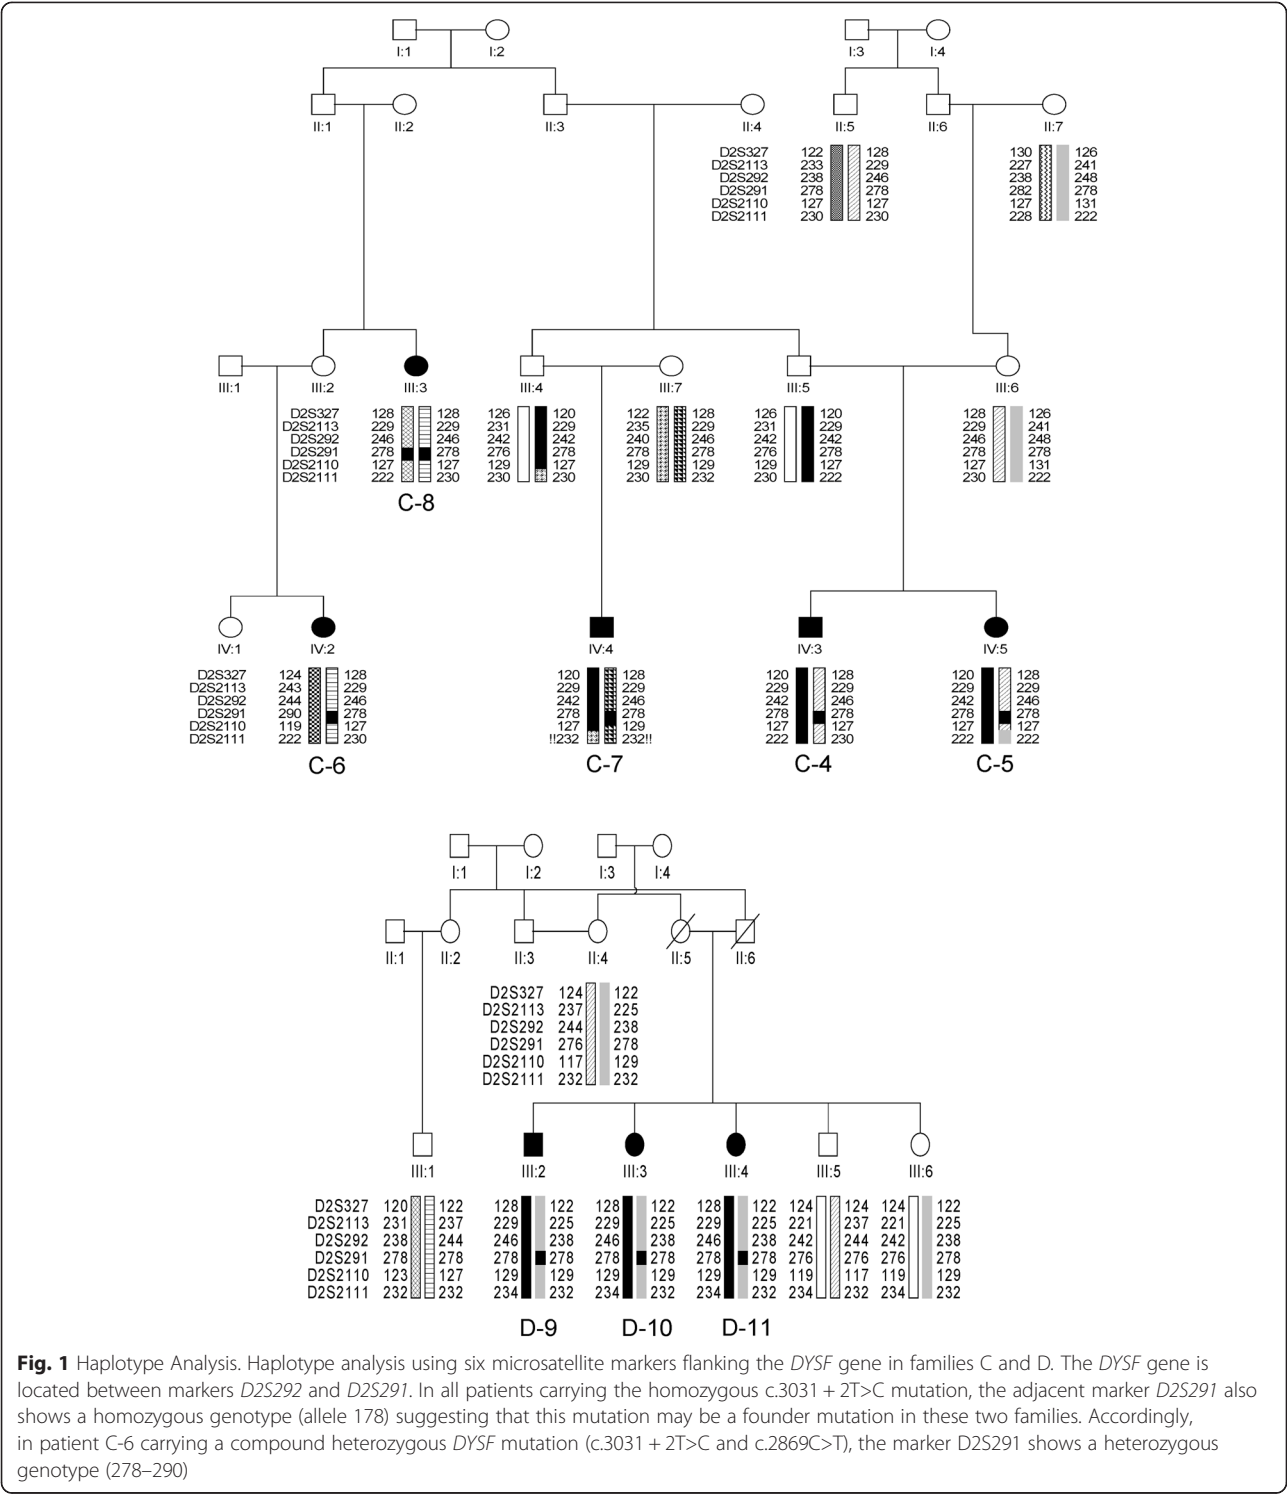 I:1 I:2 I:3 I:4
II:1 II:2 II:3 II:4 II:5 II:6 II:7
D2S327 122 128 130 126
D2S2113 233 229 227 241
D2S292 238 246 238 248
D2S291 278 278 282 278
D2S2110 127 127 127 131
D2S2111 230 230 228 222
III:1 III:2 III:3 III:4 III:7 III:5 III:6
D2S327 128 128 126 120 122 128 126 120 128 126
D2S2113 229 229 231 229 235 229 231 229 229 241
D2S292 246 246 242 242 240 246 242 242 246 248
D2S291 278 278 276 278 278 278 276 278 278 278
D2S2110 127 127 129 127 129 129 129 127 127 131
D2S2111 222 230 230 230 230 232 230 222 230 222
C-8
IV:1 IV:2 IV:4 IV:3 IV:5
D2S327 124 128 120 128 120 128 120 128
D2S2113 243 229 229 229 229 229 229 229
D2S292 244 246 242 246 242 246 242 246
D2S291 290 278 278 278 278 278 278 278
D2S2110 119 127 127 129 127 127 127 127
D2S2111 222 230 !!232 232!! 222 230 222 222
C-6 C-7 C-4 C-5
I:1 I:2 I:3 I:4
II:1 II:2 II:3 II:4 II:5 II:6
D2S327 124 122
D2S2113 237 225
D2S292 244 238
D2S291 276 278
D2S2110 117 129
D2S2111 232 232
III:1 III:2 III:3 III:4 III:5 III:6
D2S327 120 122 128 122 128 122 128 122 124 124 124 122
D2S2113 231 237 229 225 229 225 229 225 221 237 221 225
D2S292 238 244 246 238 246 238 246 238 242 244 242 238
D2S291 278 278 278 278 278 278 278 278 276 276 276 278
D2S2110 123 127 129 129 129 129 129 129 119 117 119 129
D2S2111 232 232 234 232 234 232 234 232 234 232 234 232
D-9 D-10 D-11
Fig. 1 Haplotype Analysis. Haplotype analysis using six microsatellite markers flanking the DYSF gene in families C and D. The DYSF gene is
located between markers D2S292 and D2S291. In all patients carrying the homozygous c.3031 + 2T>C mutation, the adjacent marker D2S291 also
shows a homozygous genotype (allele 178) suggesting that this mutation may be a founder mutation in these two families. Accordingly,
in patient C-6 carrying a compound heterozygous DYSF mutation (c.3031 + 2T>C and c.2869C>T), the marker D2S291 shows a heterozygous
genotype (278–290)